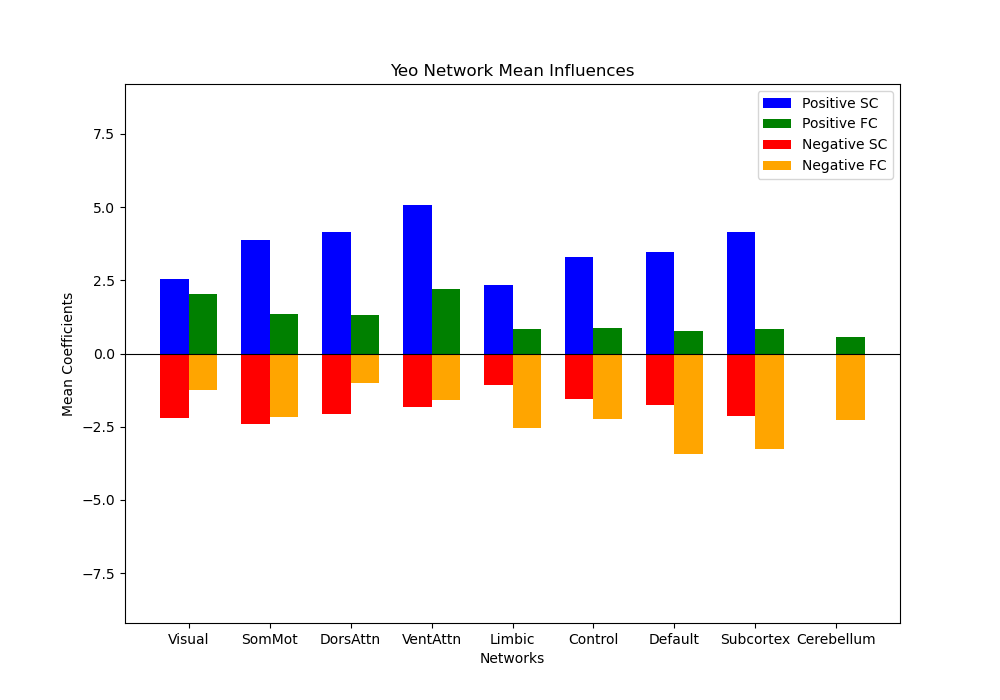 Yeo Network Mean Influences
Positive SC
Positive FC
Negative SC
Negative FC
7.5
5.0
2.5
0.0
−2.5
−5.0
−7.5
Mean Coefficients
Visual SomMot DorsAttn VentAttn Limbic Control Default Subcortex Cerebellum
Networks